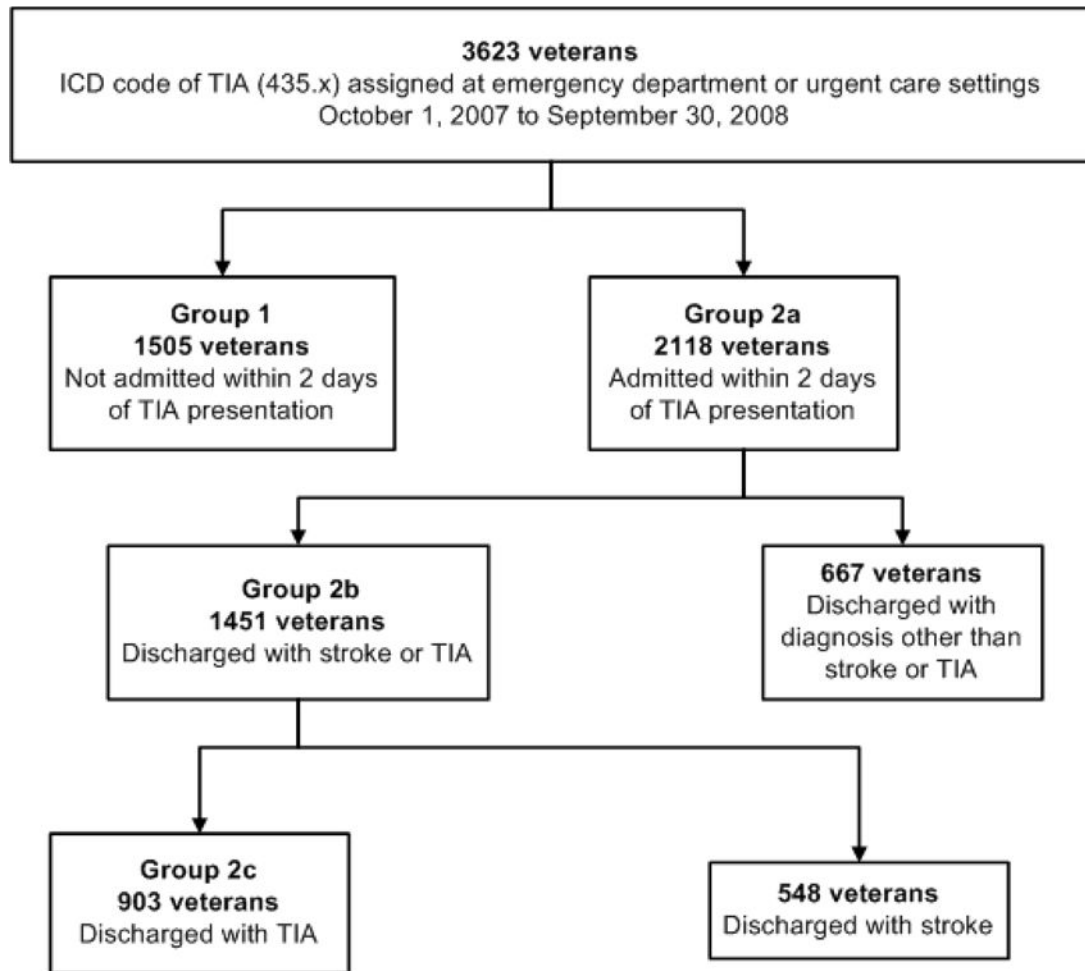 3623 veterans
ICD code of TIA (435.x) assigned at emergency department or urgent care settings
October 1, 2007 to September 30, 2008
Group 1
1505 veterans
Not admitted within 2 days
of TIA presentation
Group 2a
2118 veterans
Admitted within 2 days
of TIA presentation
Group 2b
1451 veterans
Discharged with stroke or TIA
667 veterans
Discharged with
diagnosis other than
stroke or TIA
Group 2c
903 veterans
Discharged with TIA
548 veterans
Discharged with stroke